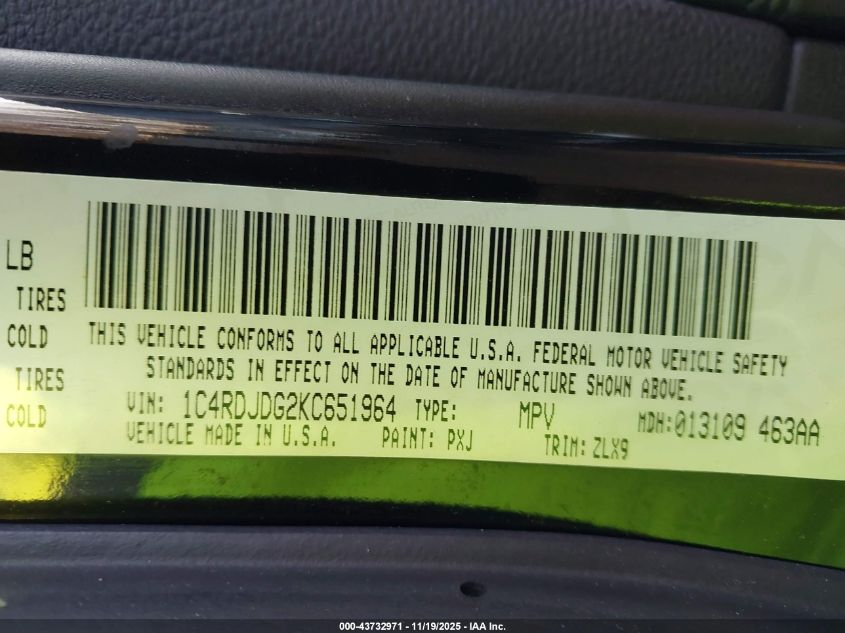 LB
TIRES
COLD
TIRES
COLD
THIS VEHICLE CONFORMS TO ALL APPLICABLE U.S.A. FEDERAL MOTOR VEHICLE SAFETY
STANDARDS IN EFFECT ON THE DATE OF MANUFACTURE SHOWN ABOVE.
VIN: 1C4RDJDG2KC651964 TYPE: MPV MDH:013109 463AA
VEHICLE MADE IN U.S.A. PAINT: PXJ TRIM: ZLX9
000-43732971 - 11/19/2025 - IAA Inc.